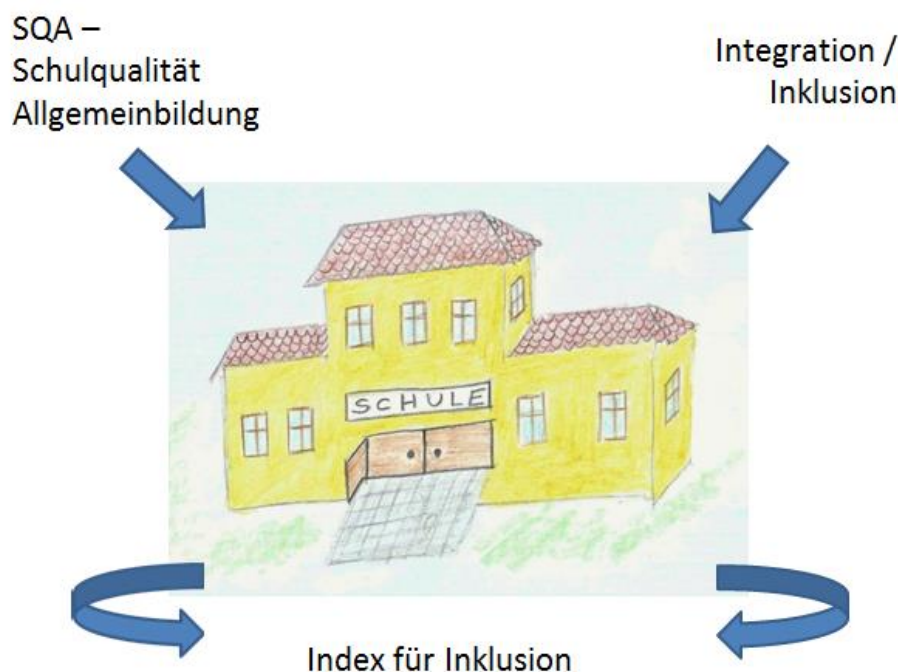 SQA –
Schulqualität
Allgemeinbildung
Integration /
Inklusion
SCHULE
Index für Inklusion